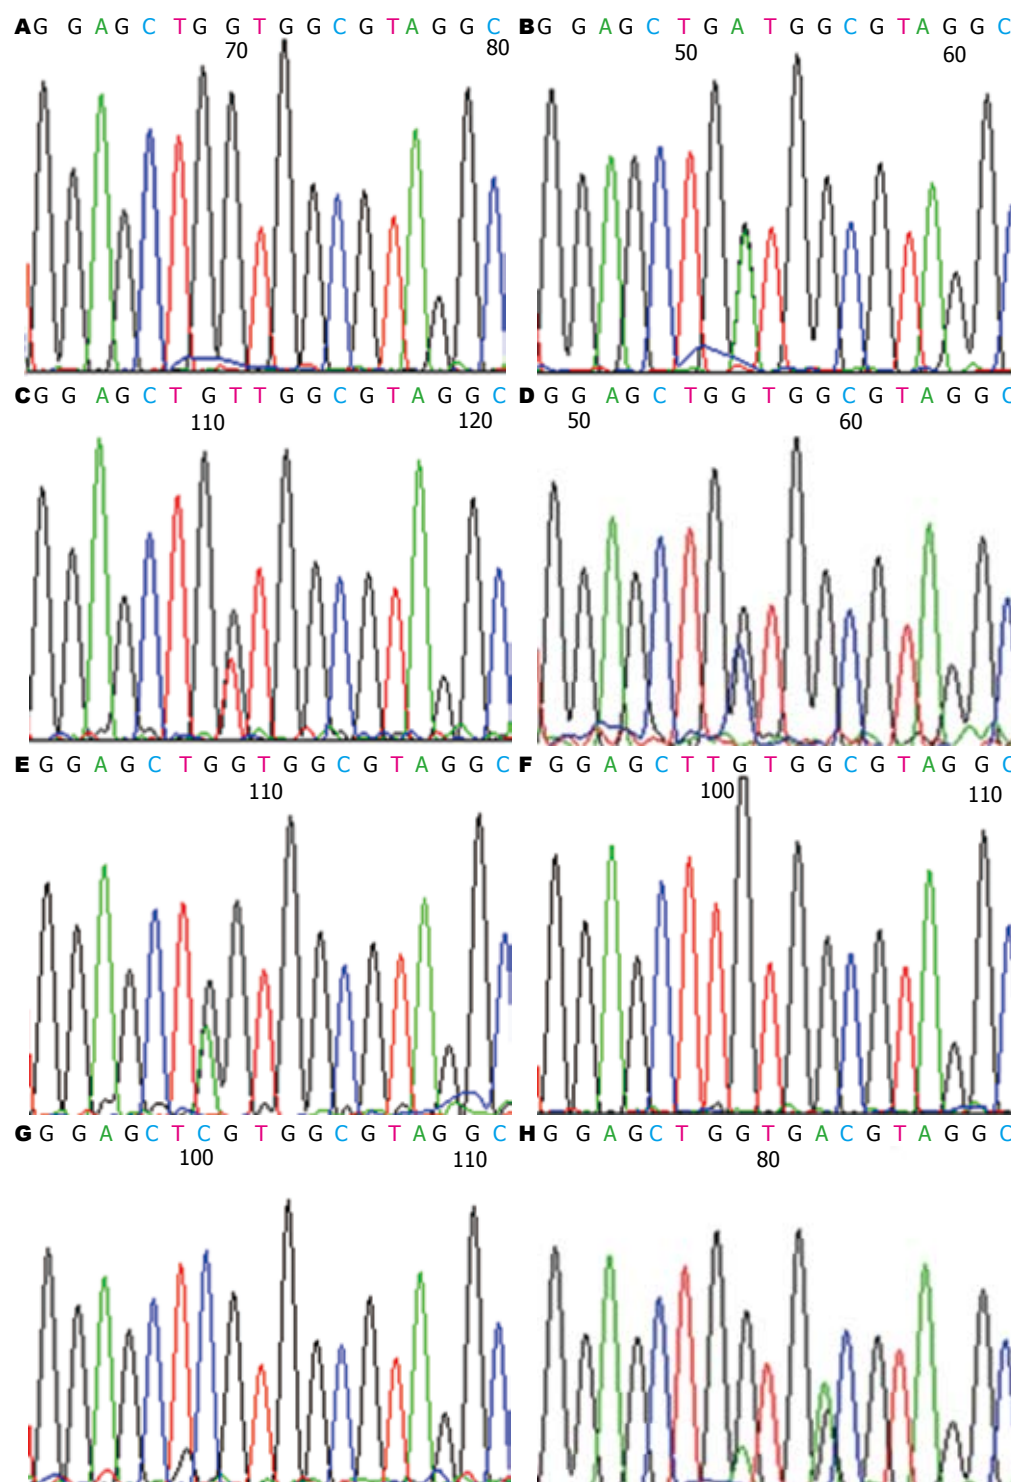 A G G A G C T G G T G G C G T A G G C
70 80
B G G A G C T G A T G G C G T A G G C
50 60
C G G A G C T G T T G G C G T A G G C
110 120
D G G A G C T G G T G G C G T A G G C
50 60
E G G A G C T G G T G G C G T A G G C
110
F G G A G C T T G T G G C G T A G G C
100 110
G G G A G C T C G T G G C G T A G G C
100 110
H G G A G C T G G T G A C G T A G G C
80